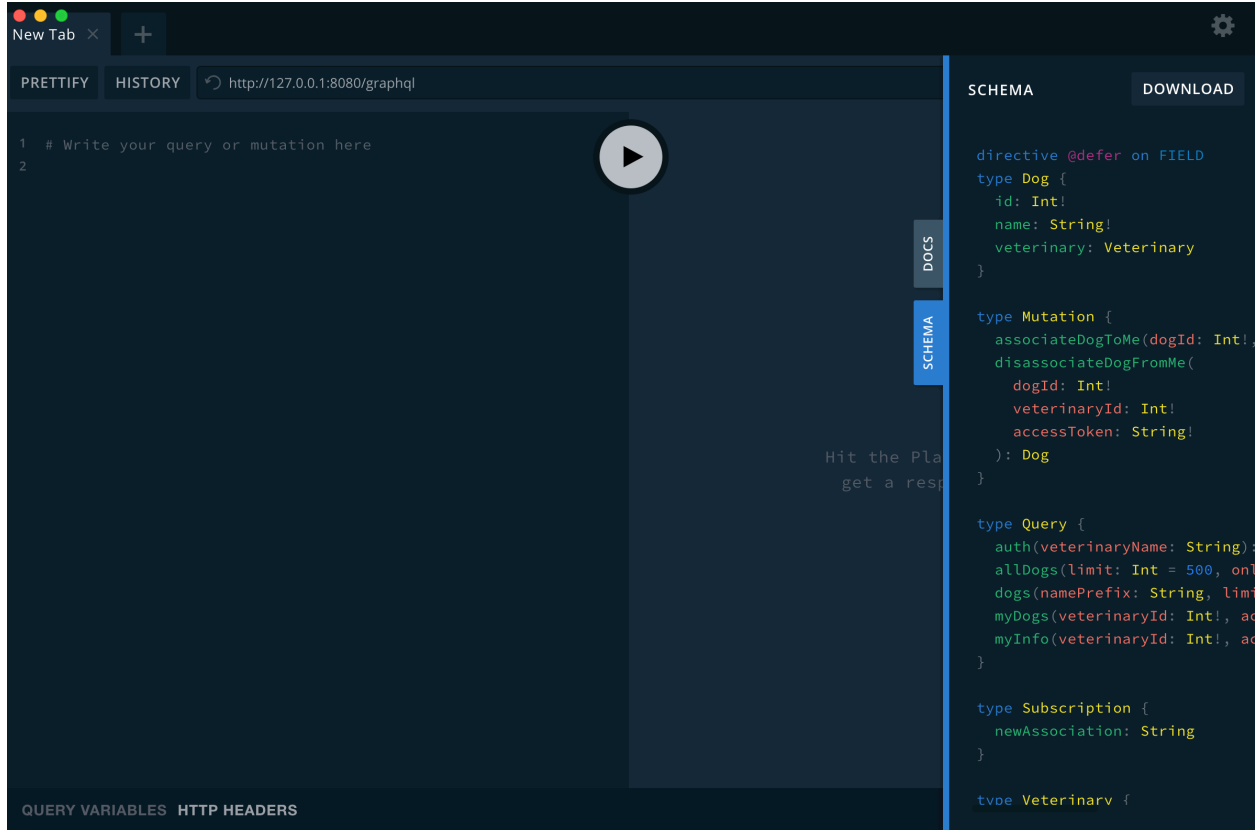 New Tab
PRETTIFY
HISTORY
http://127.0.0.1:8080/graphql
1 # Write your query or mutation here
2
Hit the Pla
get a resp
DOCS
SCHEMA
SCHEMA
DOWNLOAD
directive @defer on FIELD
type Dog {
id: Int!
name: String!
veterinary: Veterinary
}
type Mutation {
associateDogToMe(dogId: Int!,
disassociateDogFromMe(
dogId: Int!
veterinaryId: Int!
accessToken: String!
): Dog
}
type Query {
auth(veterinaryName: String):
allDogs(limit: Int = 500, onl
dogs(namePrefix: String, limi
myDogs(veterinaryId: Int!, ac
myInfo(veterinaryId: Int!, ac
}
type Subscription {
newAssociation: String
}
type Veterinary {
QUERY VARIABLES HTTP HEADERS